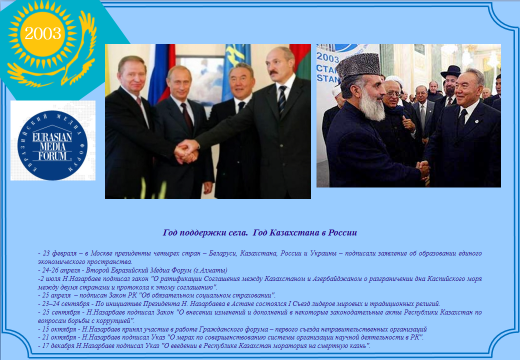 2003
ЕВРАЗИЙСКИЙ МЕДИА ФОРУМ
EURASIAN
MEDIA
FORUM
2003
Год поддержки села. Год Казахстана в России
- 23 февраля – в Москве президенты четырех стран – Беларуси, Казахстана, России и Украины – подписали заявление об образовании единого
экономического пространства.
- 24-26 апреля - Второй Евразийский Медиа Форум (г.Алматы)
-2 июля Н.Назарбаев подписал закон "О ратификации Соглашения между Казахстаном и Азербайджаном о разграничении дна Каспийского моря
между двумя странами и протокола к этому соглашению".
- 25 апреля – подписан Закон РК "Об обязательном социальном страховании".
- 23–24 сентября - По инициативе Президента Н. Назарбаева в Астане состоялся I Съезд лидеров мировых и традиционных религий.
- 25 сентября - Н.Назарбаев подписал Закон "О внесении изменений и дополнений в некоторые законодательные акты Республики Казахстан по
вопросам борьбы с коррупцией".
- 15 октября - Н.Назарбаев принял участие в работе Гражданского форума – первого съезда неправительственных организаций
- 21 октября - Н.Назарбаев подписал Указ "О мерах по совершенствованию системы организации научной деятельности в РК".
- 17 декабря Н.Назарбаев подписал Указ "О введении в Республике Казахстан моратория на смертную казнь".